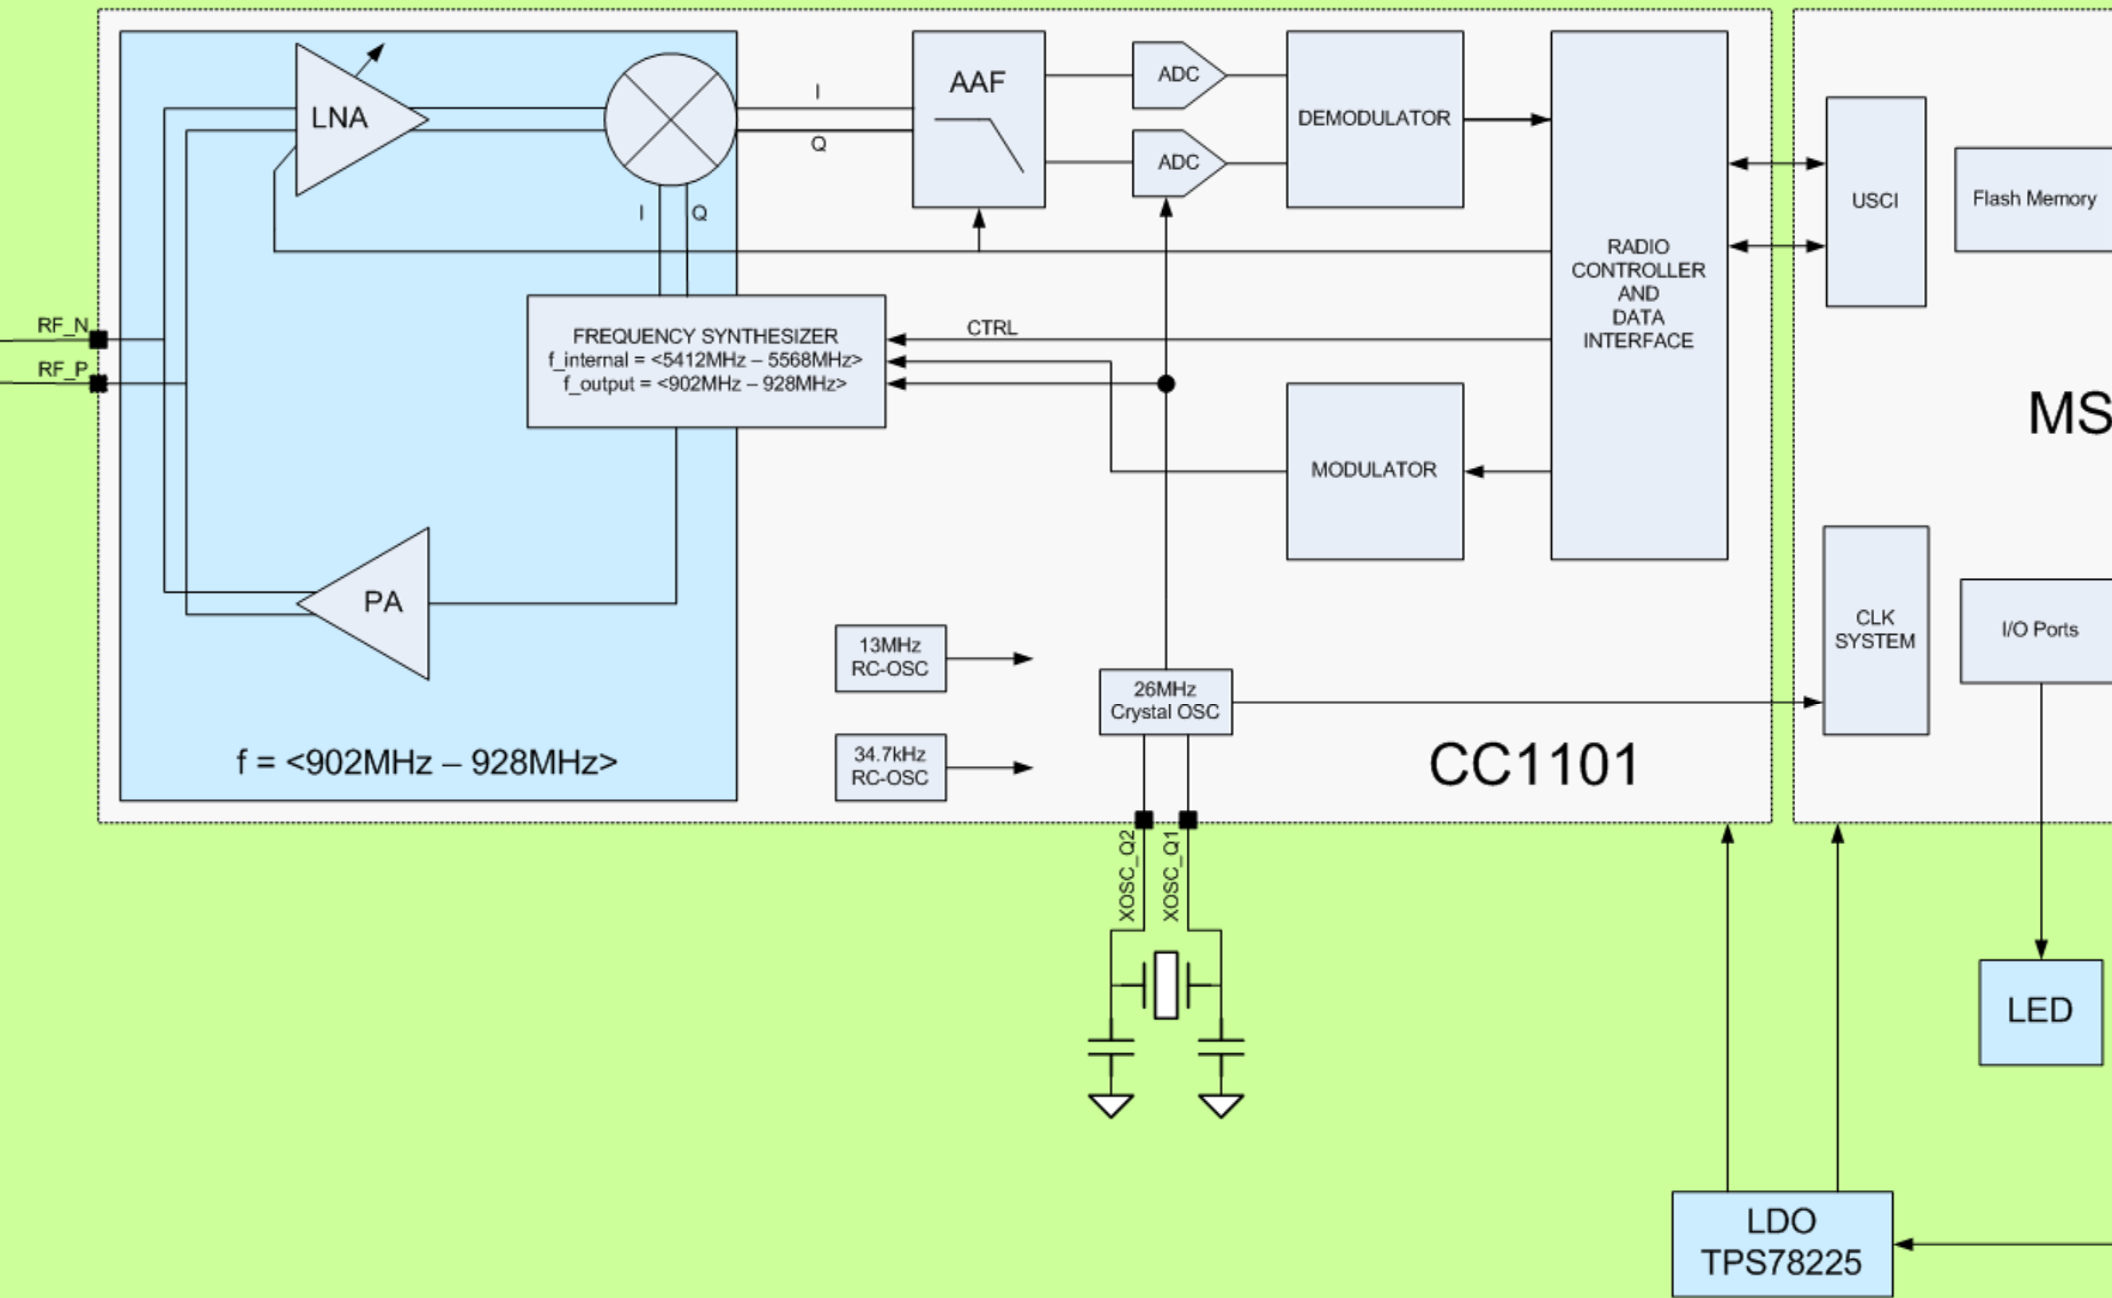 LNA
I
Q
AAF
ADC
ADC
DEMODULATOR
RADIO
CONTROLLER
AND
DATA
INTERFACE
USCI
Flash Memory
I
Q
RF_N
RF_P
FREQUENCY SYNTHESIZER
f_internal = <5412MHz – 5568MHz>
f_output = <902MHz – 928MHz>
CTRL
MODULATOR
MS
PA
13MHz
RC-OSC
26MHz
Crystal OSC
CLK
SYSTEM
I/O Ports
f = <902MHz – 928MHz>
34.7kHz
RC-OSC
CC1101
XOSC_Q2
XOSC_Q1
LED
LDO
TPS78225